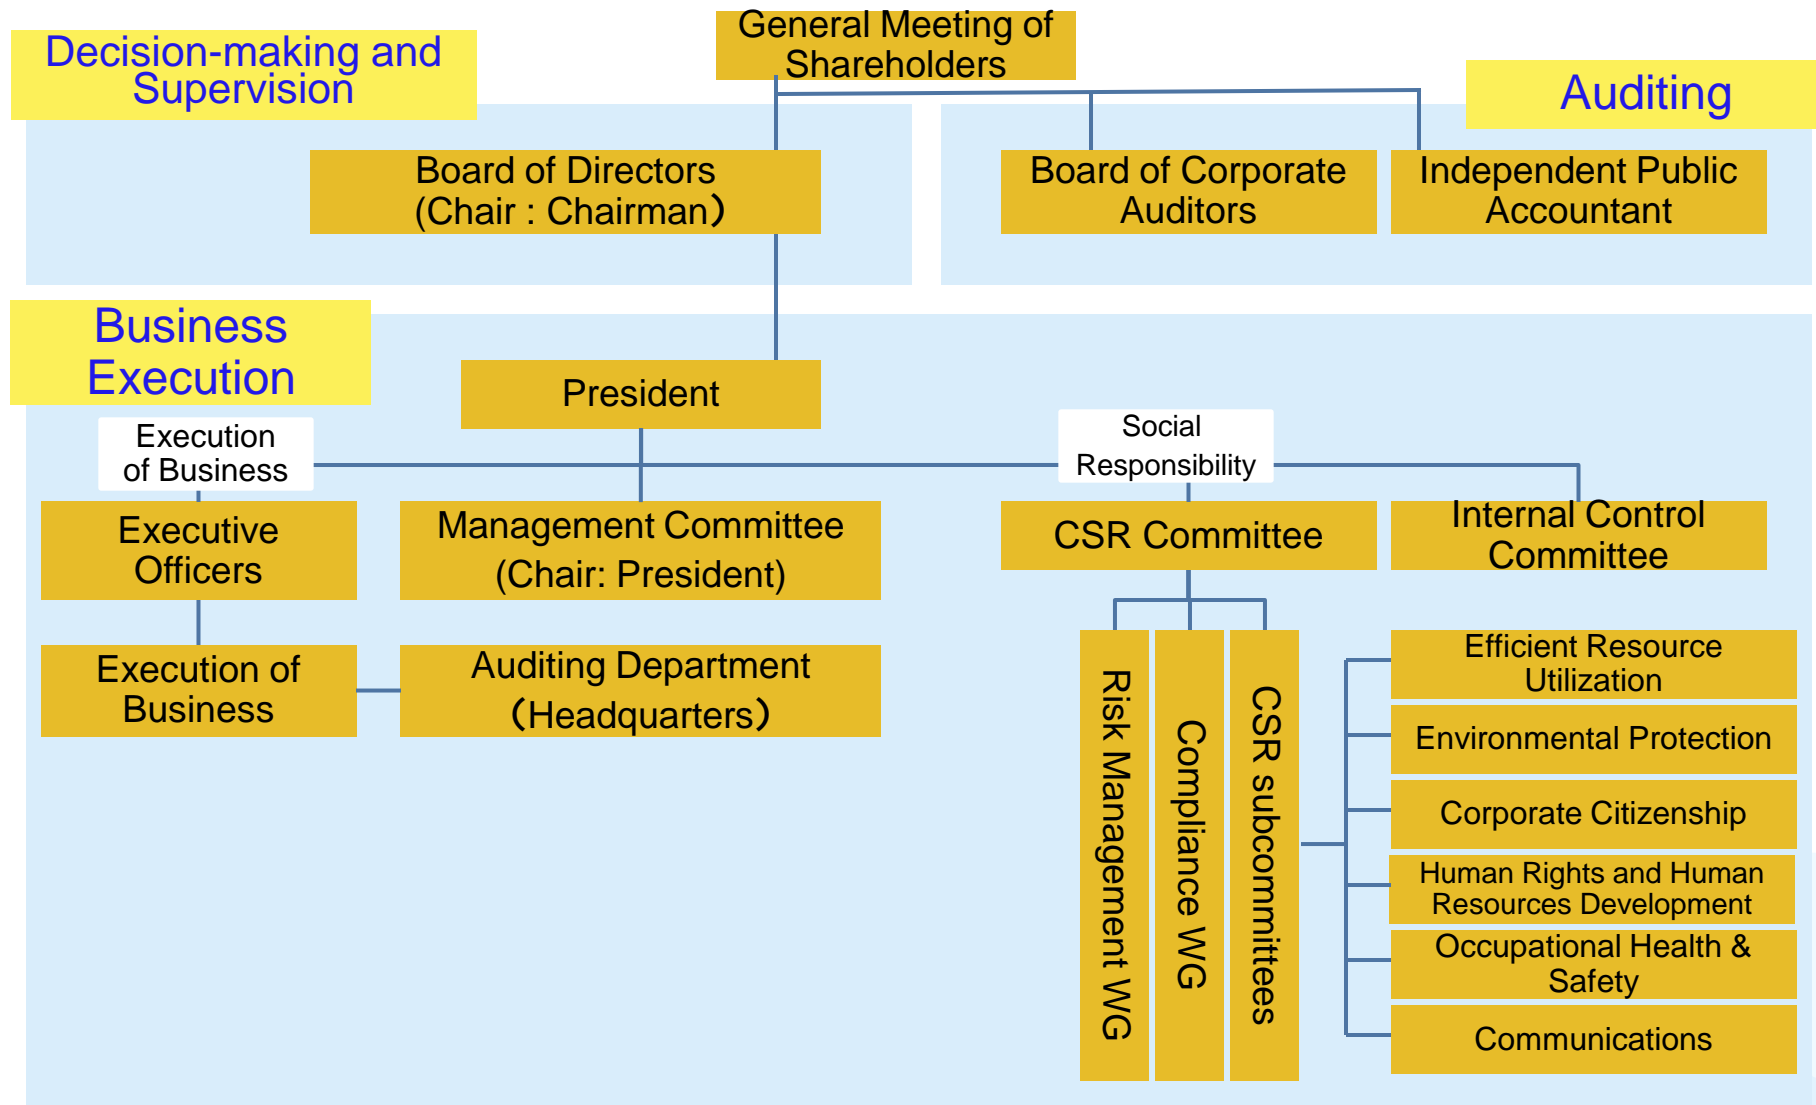 General Meeting of
Shareholders
Decision-making and
Supervision
Auditing
Board of Directors
(Chair : Chairman）
Board of Corporate
Auditors
Independent Public
Accountant
Business
Execution
President
Execution
of Business
Social
Responsibility
Executive
Officers
Management Committee
(Chair: President)
CSR Committee
Internal Control
Committee
Execution of
Business
Auditing Department
（Headquarters）
Risk Management WG
Compliance WG
CSR subcommittees
Efficient Resource
Utilization
Environmental Protection
Corporate Citizenship
Human Rights and Human
Resources Development
Occupational Health &
Safety
Communications